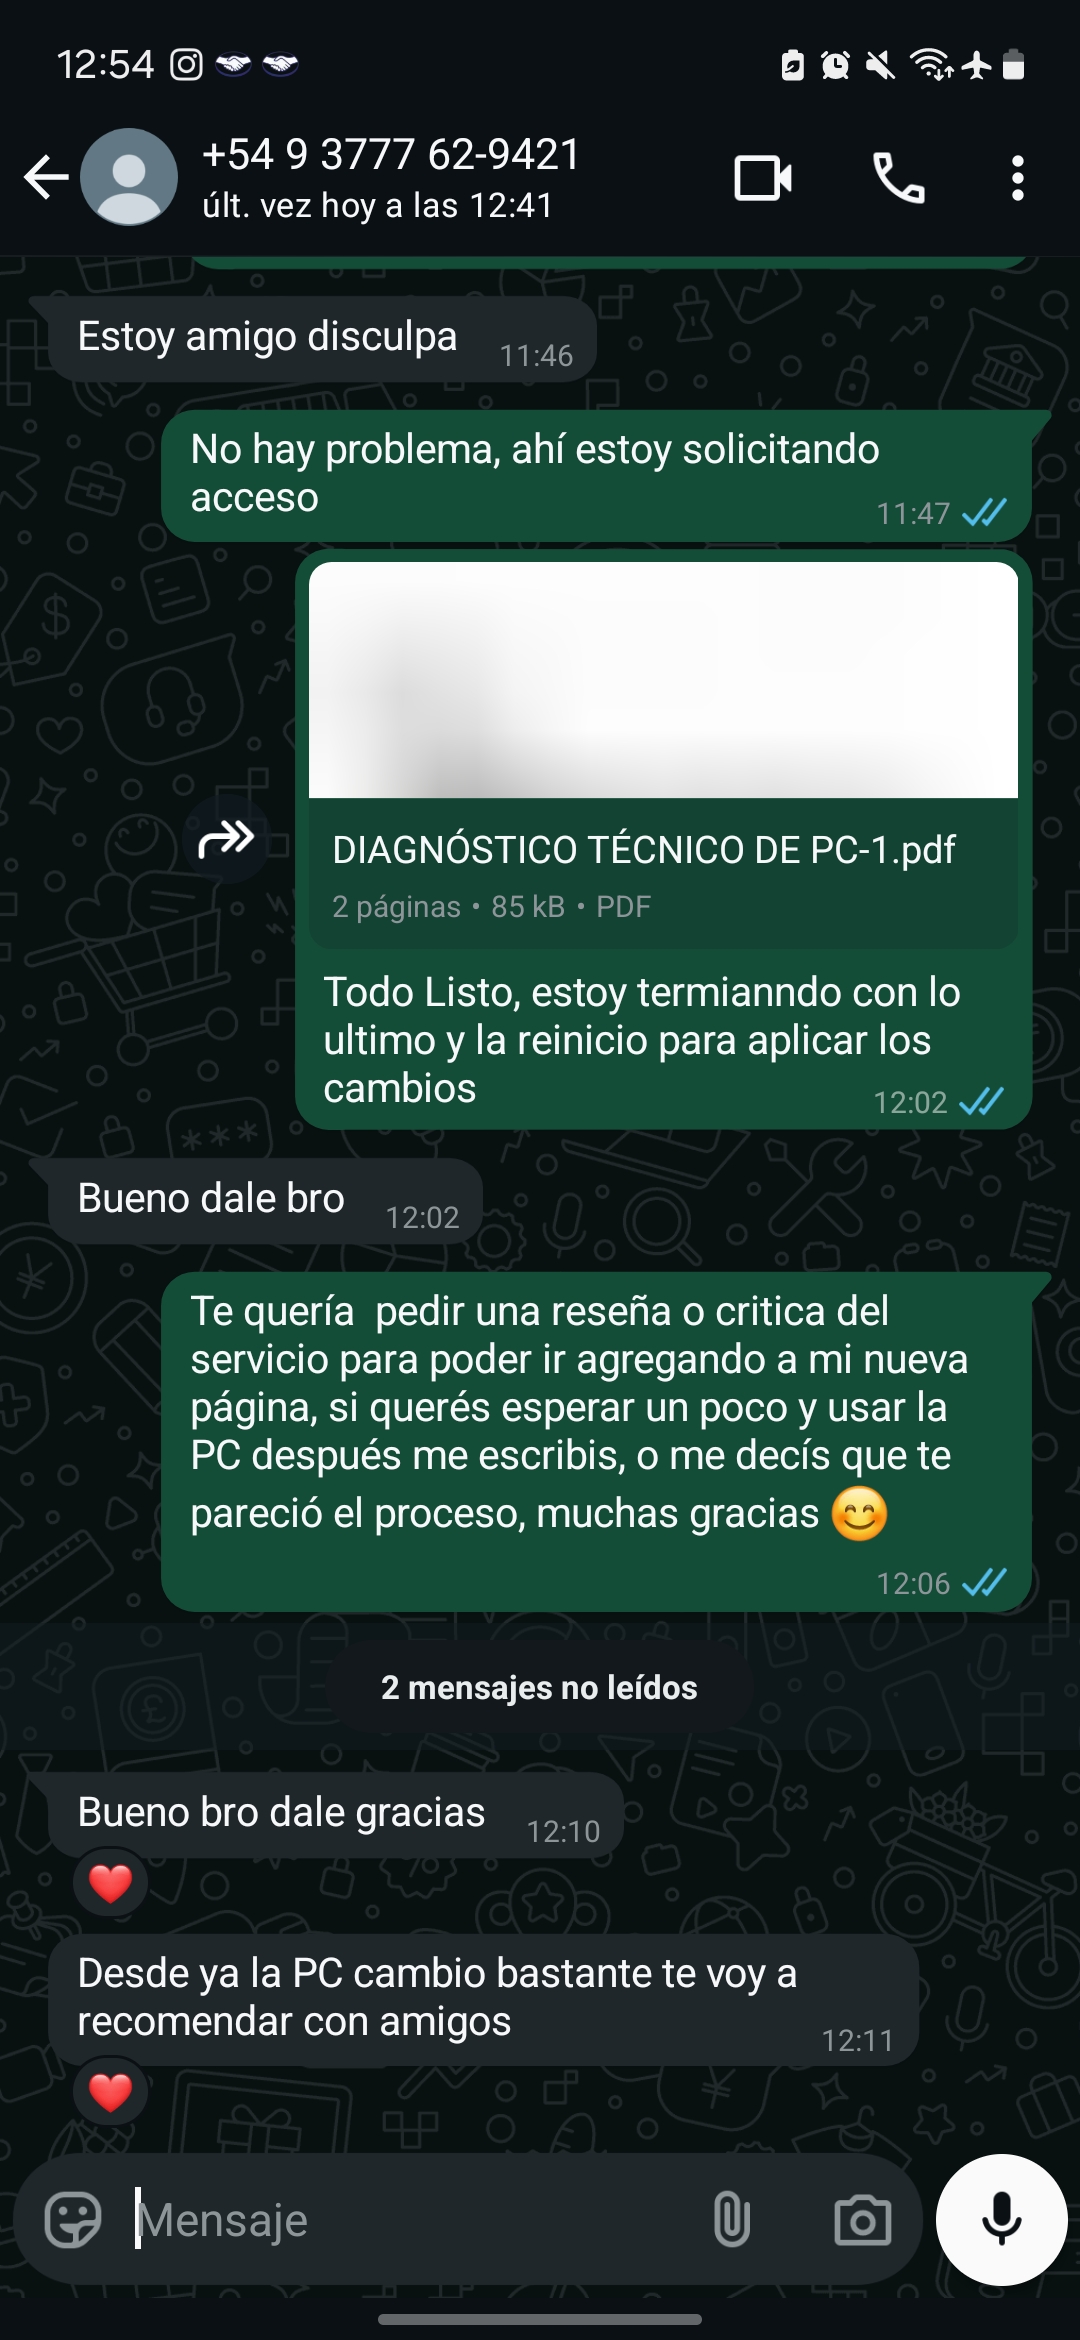 12:54
+54 9 3777 62-9421
últ. vez hoy a las 12:41
Estoy amigo disculpa
11:46
No hay problema, ahí estoy solicitando
acceso
11:47
DIAGNÓSTICO TÉCNICO DE PC-1.pdf
2 páginas • 85 kB • PDF
Todo Listo, estoy termianndo con lo
ultimo y la reinicio para aplicar los
cambios
12:02
Bueno dale bro
12:02
Te quería  pedir una reseña o critica del
servicio para poder ir agregando a mi nueva
página, si querés esperar un poco y usar la
PC después me escribis, o me decís que te
pareció el proceso, muchas gracias 😊
12:06
2 mensajes no leídos
Bueno bro dale gracias
12:10
❤️
Desde ya la PC cambio bastante te voy a
recomendar con amigos
12:11
❤️
Mensaje